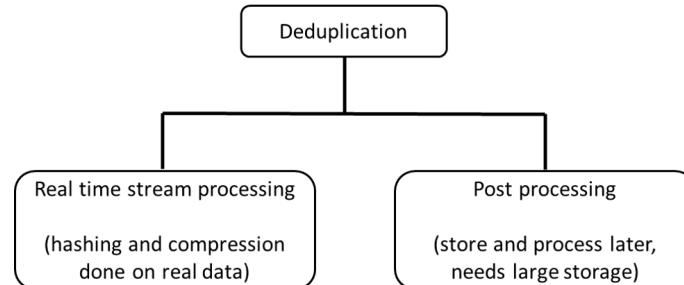 Deduplication
Real time stream processing
(hashing and compression
done on real data)
Post processing
(store and process later,
needs large storage)